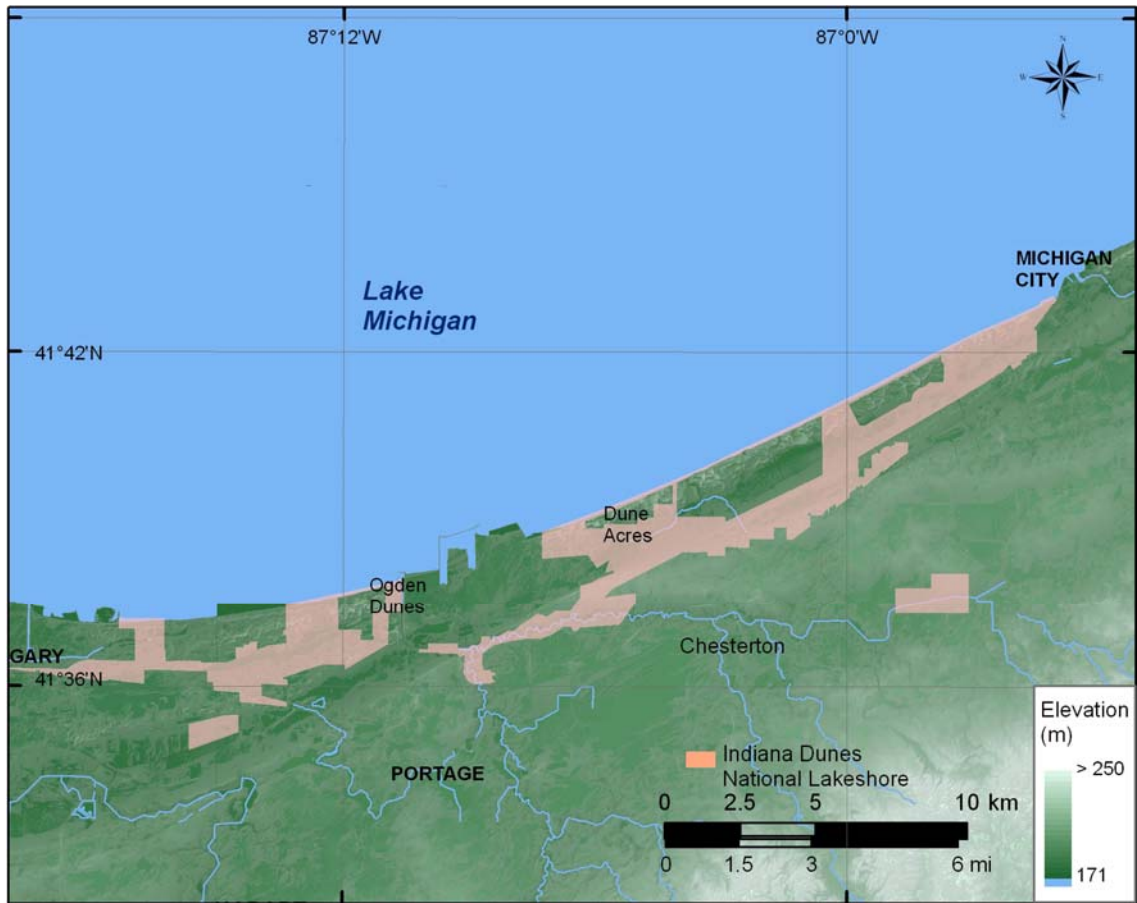 87°12'W
87°0'W
N
W
E
S
MICHIGAN
CITY
Lake
Michigan
41°42'N
Dune
Acres
Ogden
Dunes
GARY
41°36'N
Chesterton
PORTAGE
Indiana Dunes
National Lakeshore
0 2.5 5 10 km
0 1.5 3 6 mi
Elevation
(m)
> 250
171